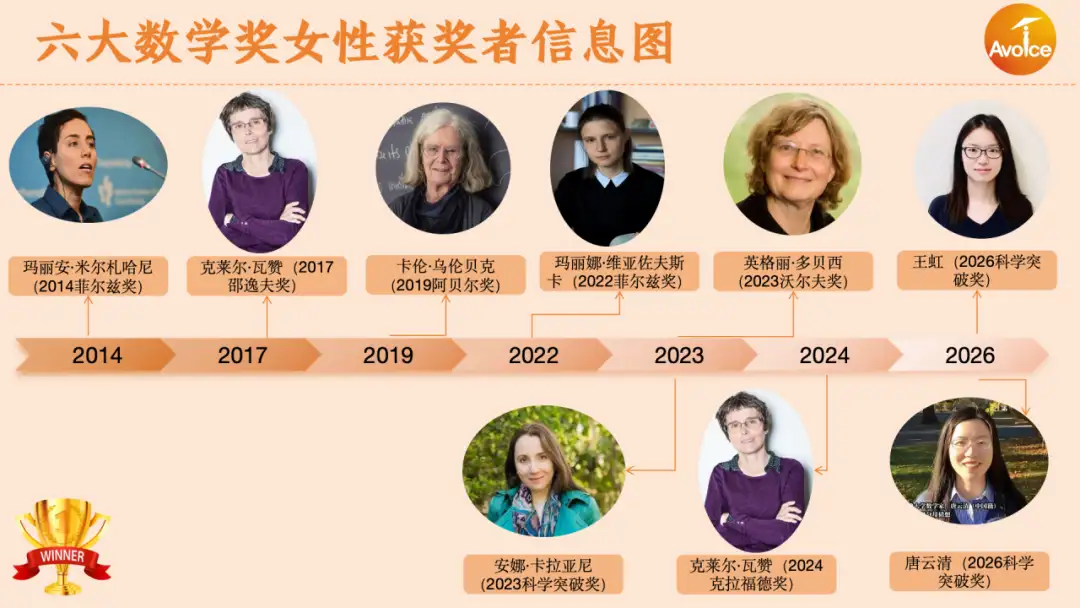 六大数学奖女性获奖者信息图
Avoice
玛丽安·米尔札哈尼
(2014菲尔兹奖)
克莱尔·瓦赞（2017
邵逸夫奖）
卡伦·乌伦贝克
(2019阿贝尔奖)
玛丽娜·维亚佐夫斯
卡（2022菲尔兹奖）
英格丽·多贝西
(2023沃尔夫奖）
王虹（2026科学突
破奖）
2014
2017
2019
2022
2023
2024
2026
WINNER
安娜·卡拉亚尼
(2023科学突破奖）
克莱尔·瓦赞（2024
克拉福德奖）
唐云清（2026科学
突破奖）